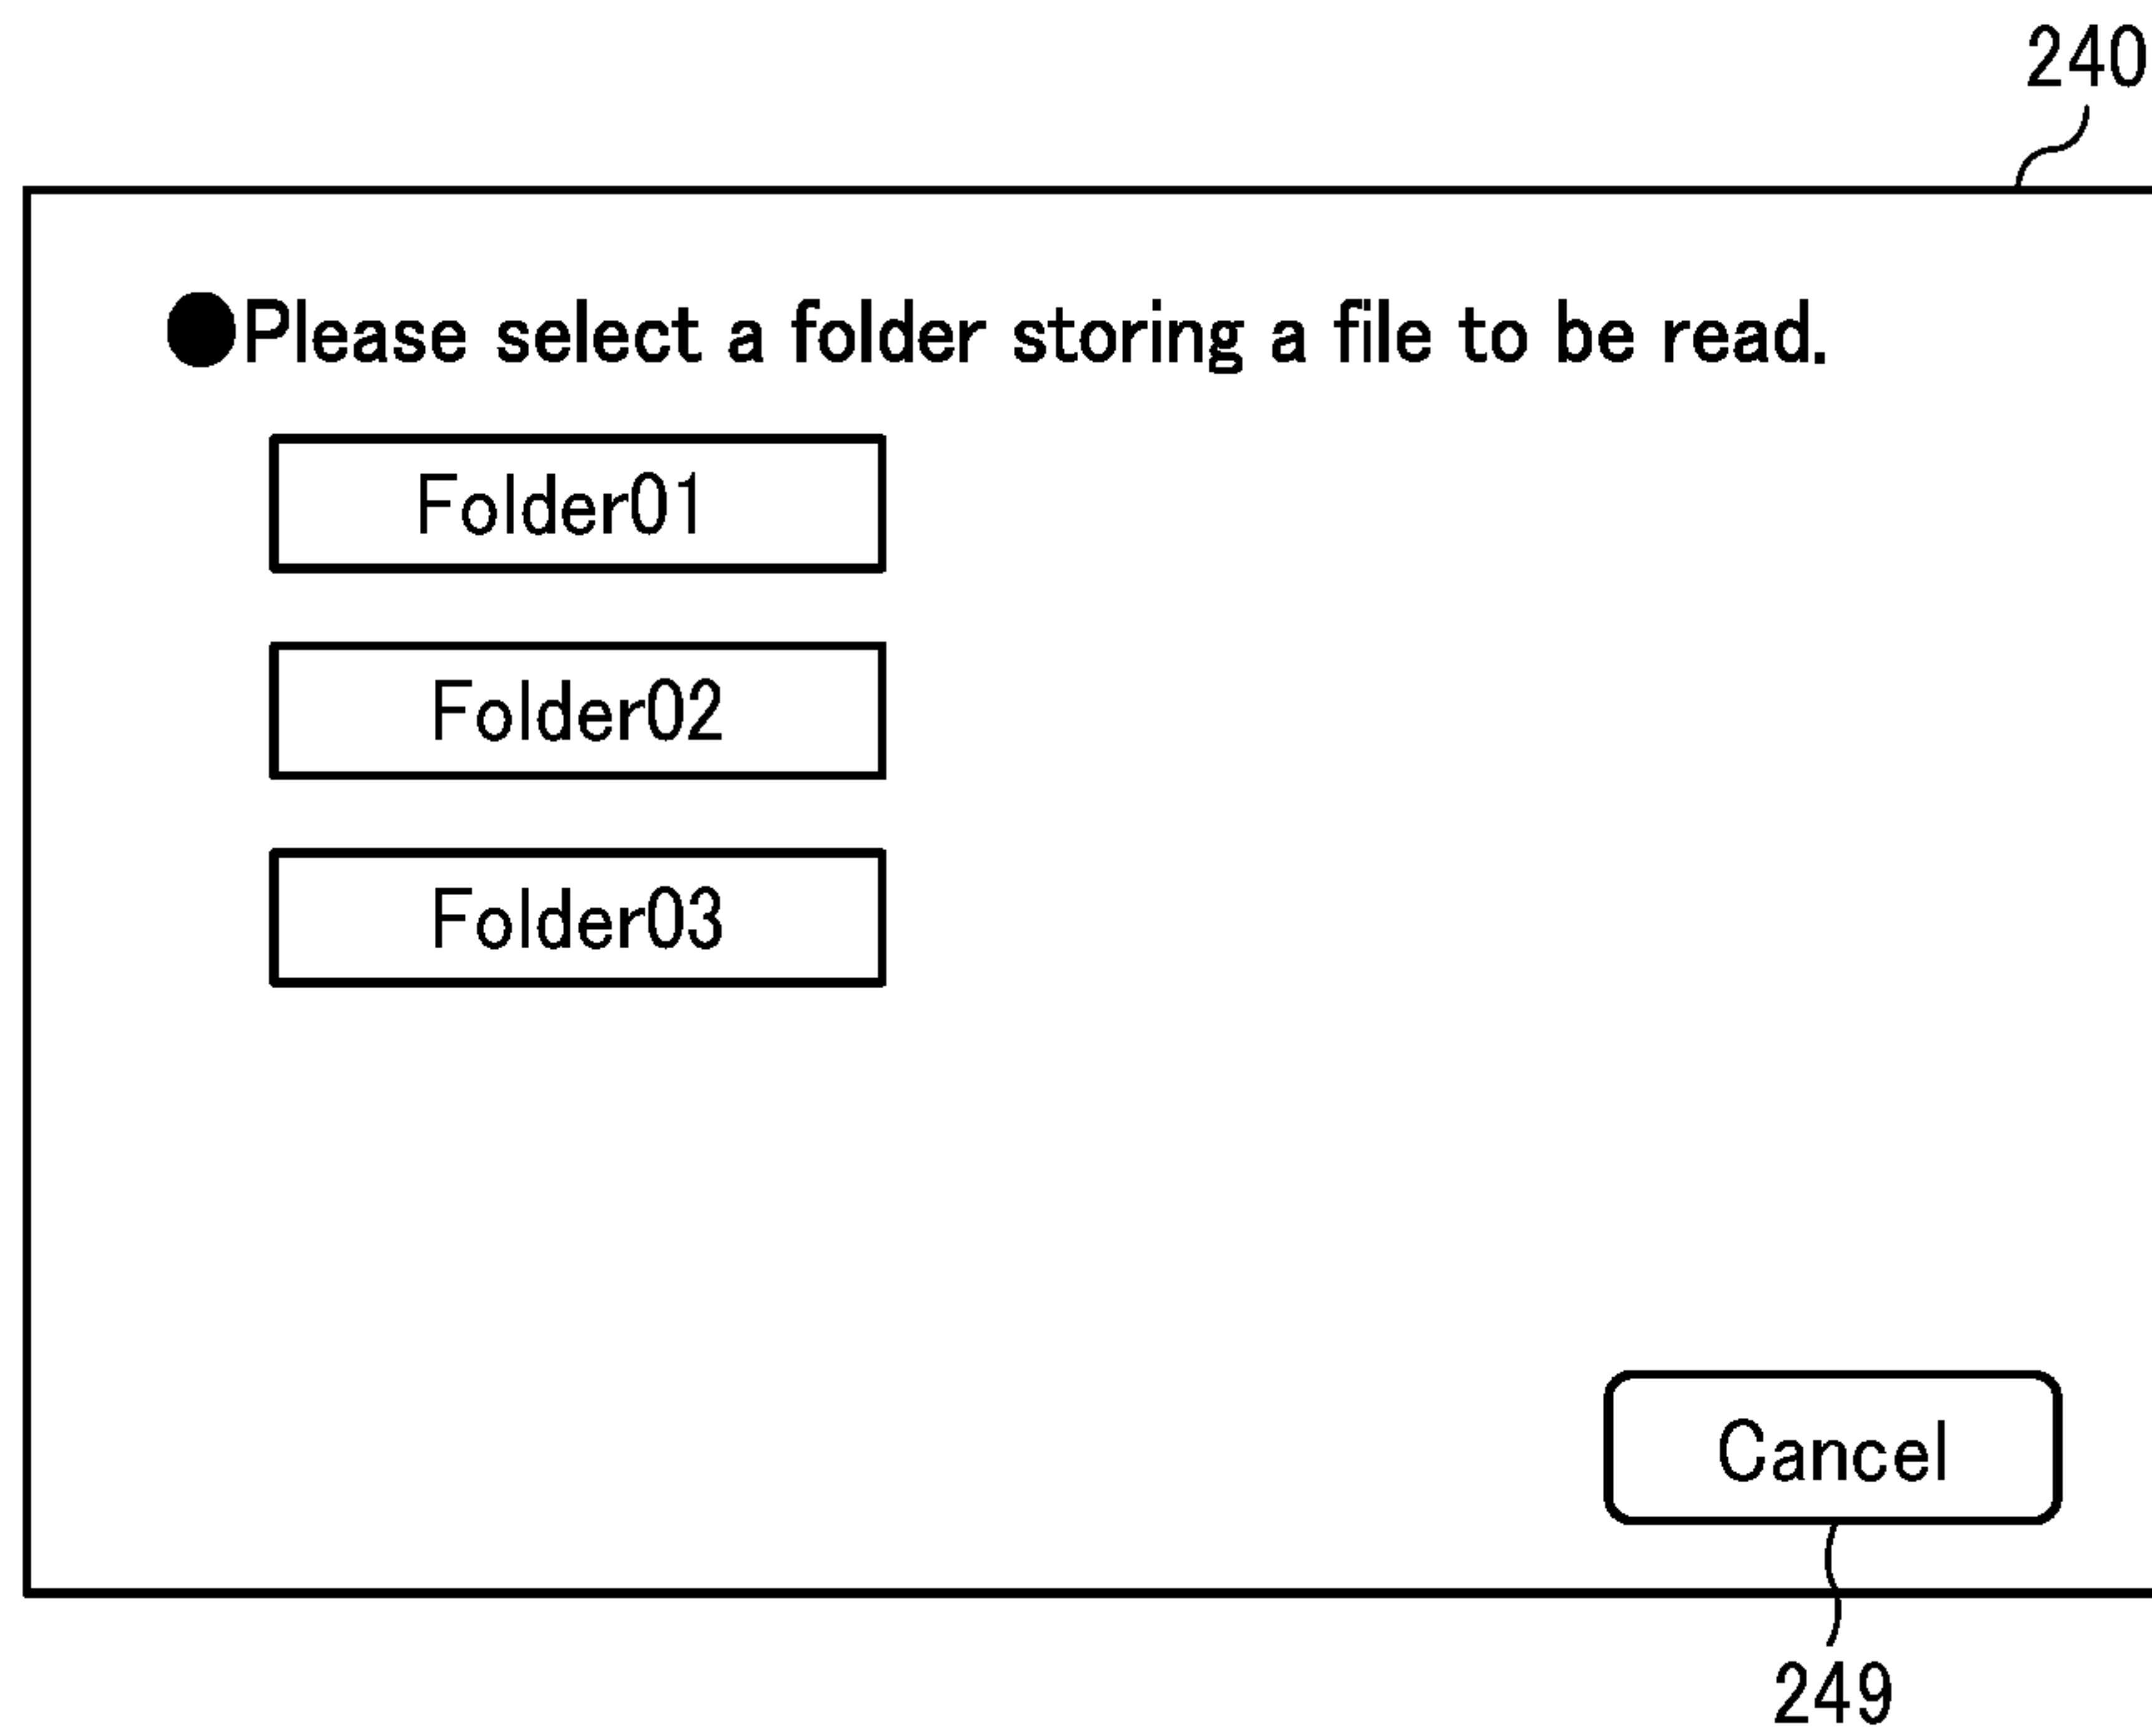 240
●Please select a folder storing a file to be read.
Folder01
Folder02
Folder03
Cancel
249